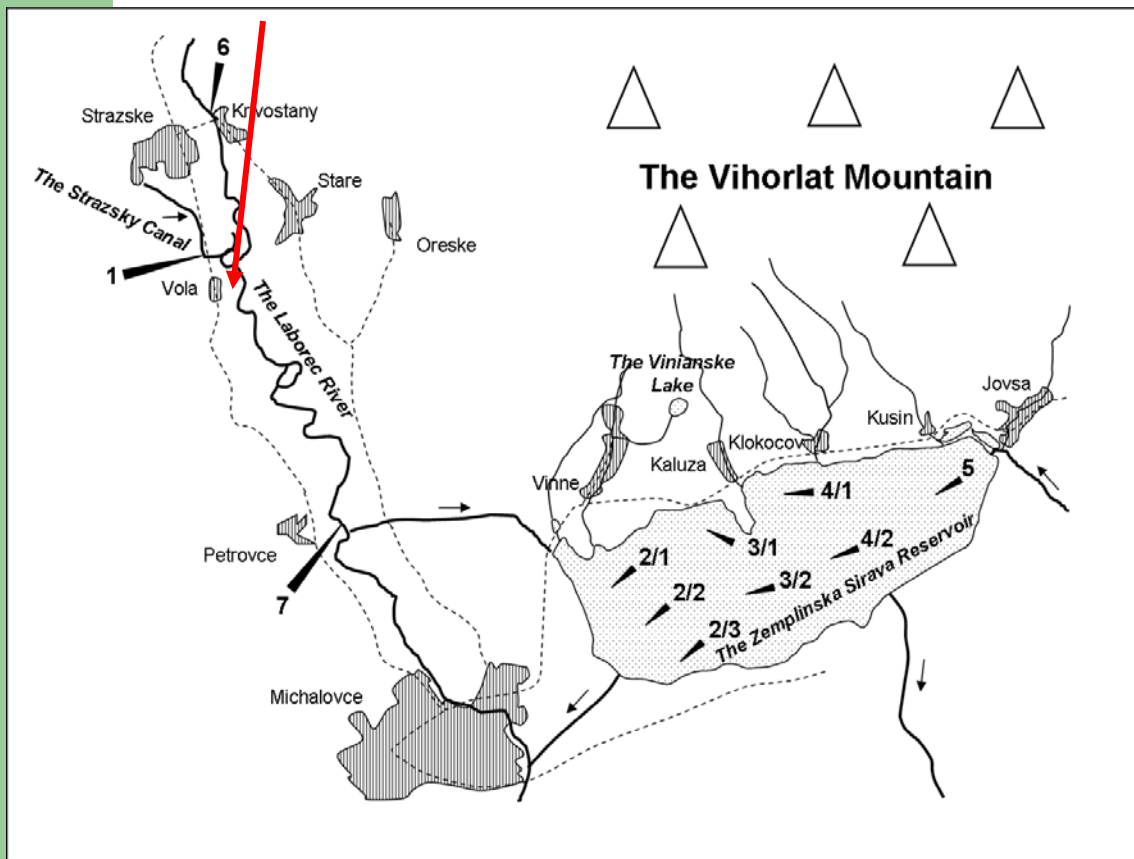 6
Strazske
Krivostany
The Vihorlat Mountain
The Strazsky Canal
Stare
Oreske
1
Vola
The Laborec River
The Vinianske
Lake
Jovsa
Kusin
Klokocov
Kaluza
Vinne
5
4/1
3/1
4/2
Petrovce
2/1
3/2
2/2
7
2/3
The Zemplinska Sirava Reservoir
Michalovce